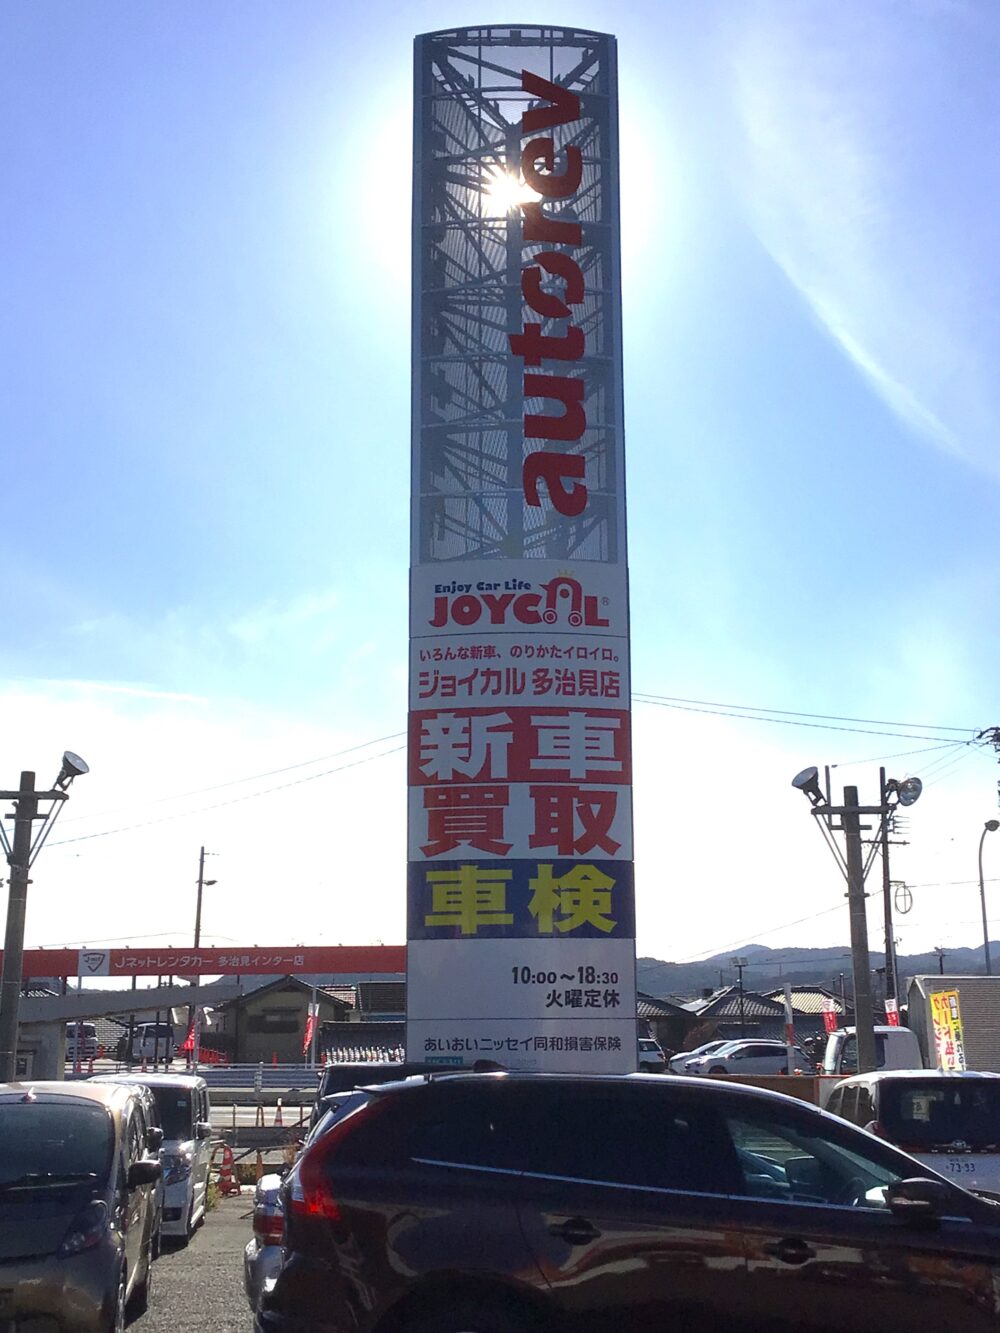 autorev
Enjoy Car Life
JOYCAL®
いろんな新車、のりかたイロイロ。
ジョイカル 多治見店
新車
買取
車検
10:00〜18:30
火曜定休
あいおいニッセイ同和損害保険
J-net Jネットレンタカー 多治見インター店
73-93